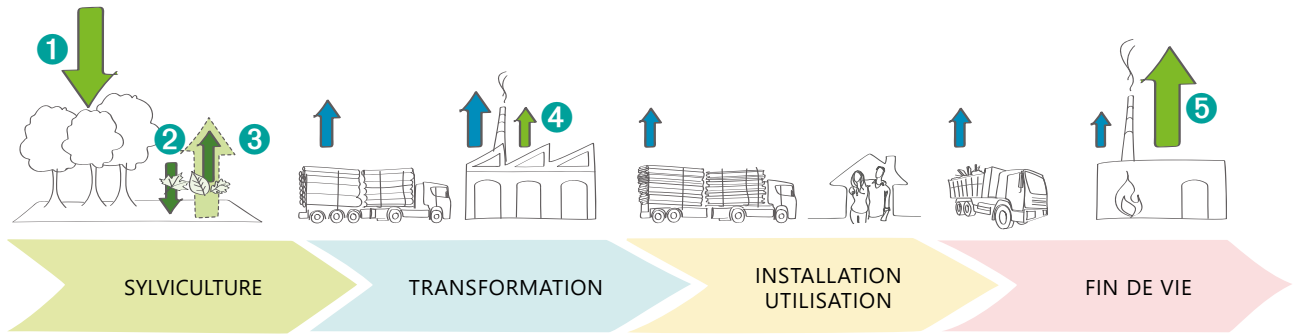 1
2
3
4
5
SYLVICULTURE
TRANSFORMATION
INSTALLATION
UTILISATION
FIN DE VIE